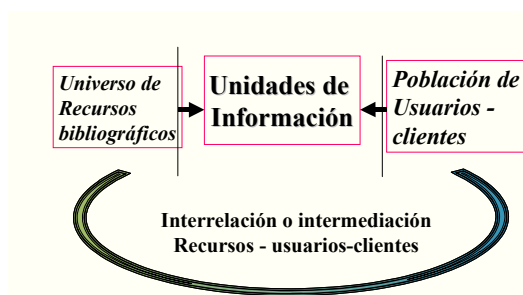 Universo de
Recursos
bibliográficos
Unidades de
Información
Población de
Usuarios -
clientes
Interrelación o intermediación
Recursos - usuarios-clientes